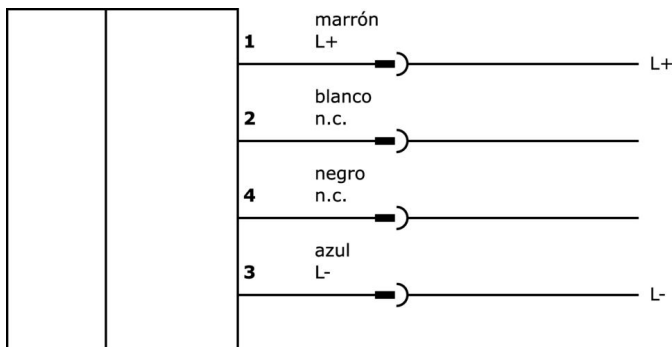 marrón
1 L+
L+
blanco
2 n.c.
negro
4 n.c.
azul
3 L-
L-